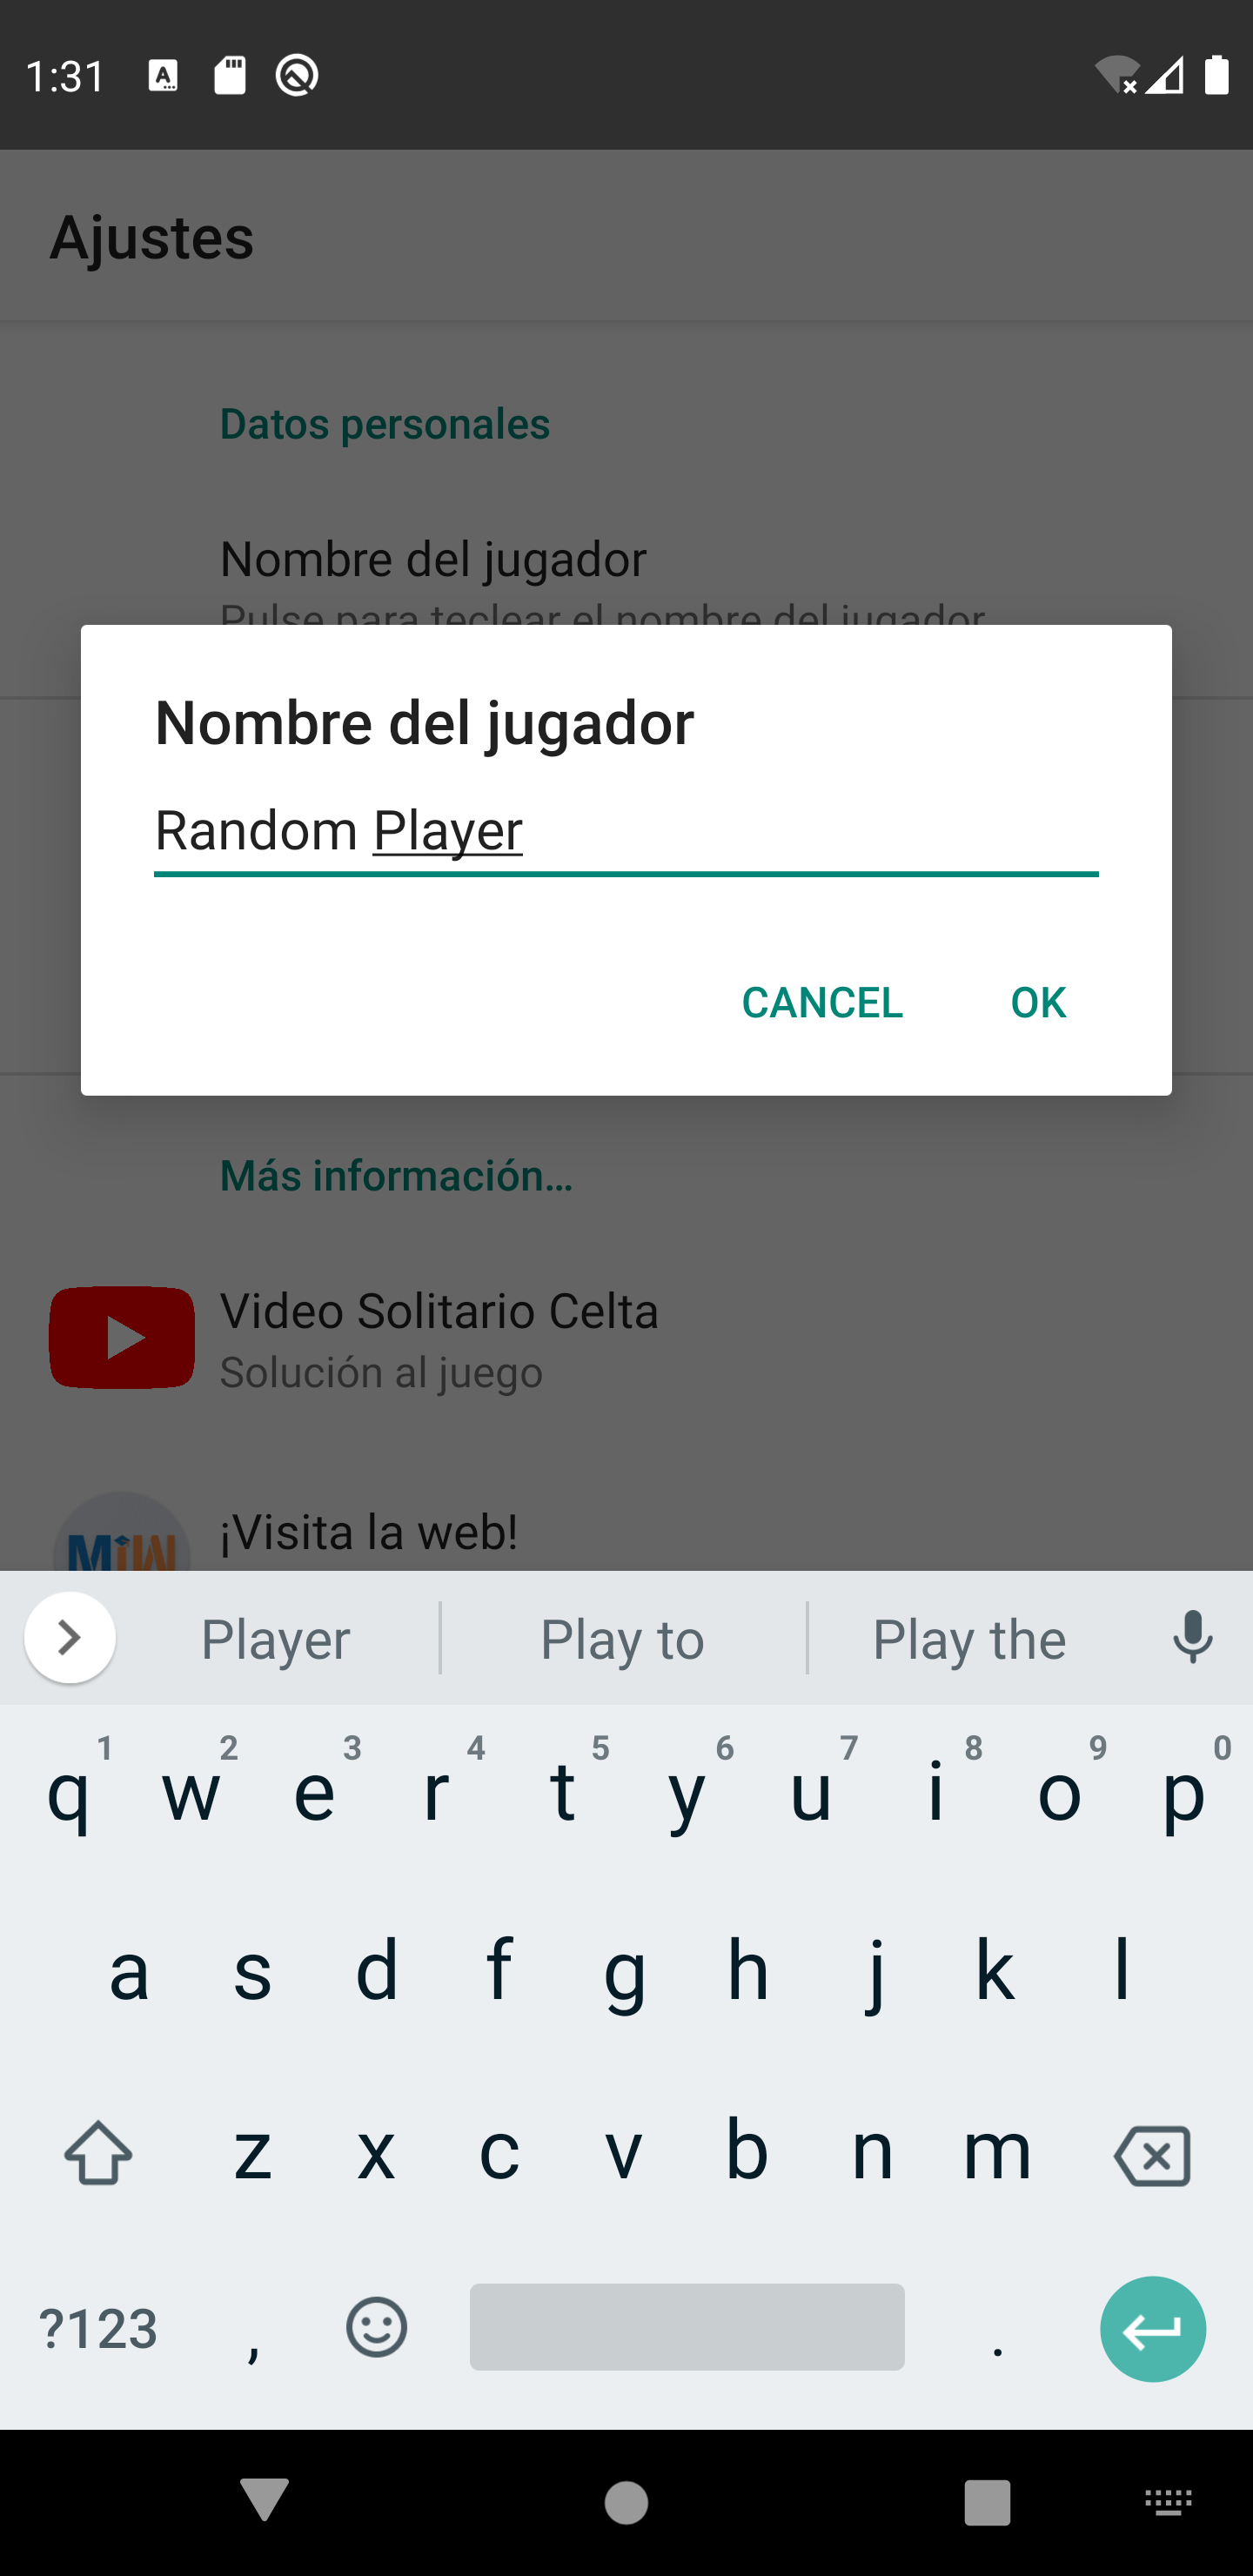 1:31
Ajustes
Datos personales
Nombre del jugador
Pulse para teclear el nombre del jugador
Nombre del jugador
Random Player
CANCEL OK
Más información...
Video Solitario Celta
Solución al juego
MiW
¡Visita la web!
Player Play to Play the
1 2 3 4 5 6 7 8 9 0
q w e r t y u i o p
a s d f g h j k l
z x c v b n m
?123 , .